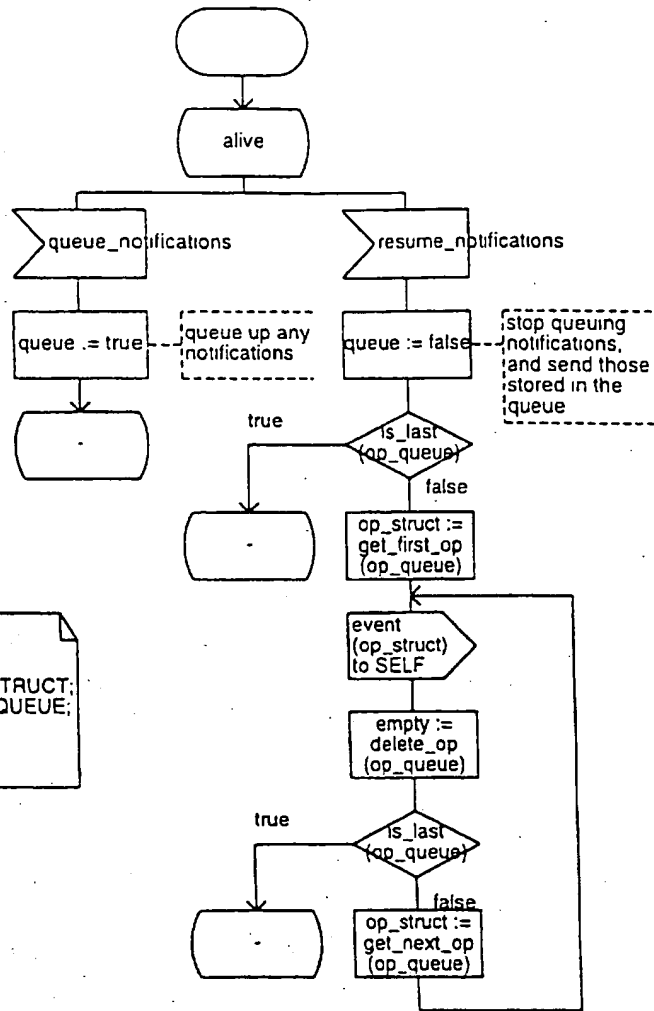 alive
queue_notifications
resume_notifications
queue := true
queue up any
notifications
queue := false
stop queuing
notifications,
and send those
stored in the
queue
true
is_last
(op_queue)
false
-
-
op_struct :=
get_first_op
(op_queue)
event
(op_struct)
to SELF
TRUCT;
QUEUE;
empty :=
delete_op
(op_queue)
true
is_last
(op_queue)
false
-
op_struct :=
get_next_op
(op_queue)